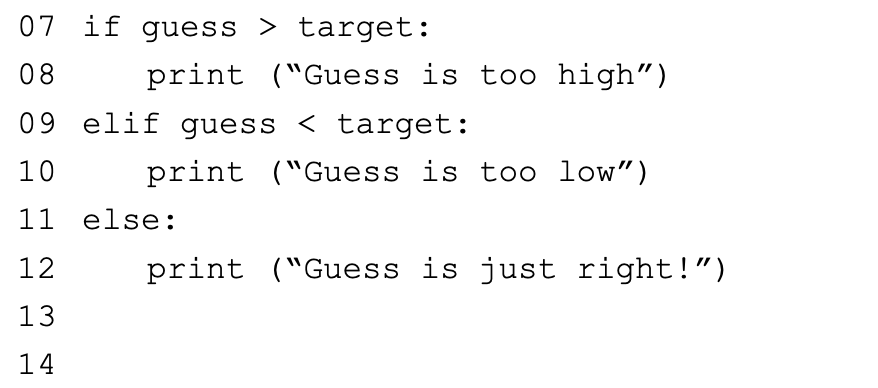 07 if guess > target:
08 print (“Guess is too high”)
09 elif guess < target:
10 print (“Guess is too low”)
11 else:
12 print (“Guess is just right!”)
13
14